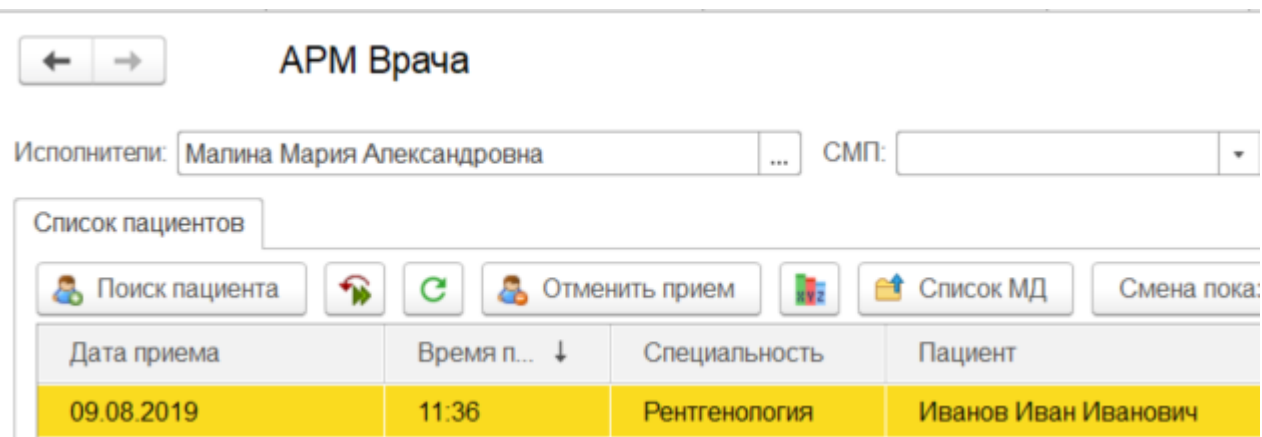 АРМ Врача
Исполнители: Малина Мария Александровна ... СМП:
Список пациентов
Поиск пациента Отменить прием XYZ Список МД Смена пока
Дата приема Время п... ↓ Специальность Пациент
09.08.2019 11:36 Рентгенология Иванов Иван Иванович